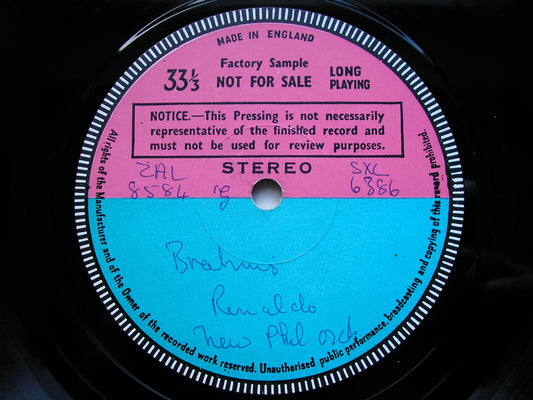 MADE IN ENGLAND
Factory Sample
33⅓ NOT FOR SALE LONG PLAYING
NOTICE.—This Pressing is not necessarily
representative of the finished record and
must not be used for review purposes.
STEREO
ZAL SXL
8584 6386
Brahms
Rinaldo
New Phil orch
All rights of the Manufacturer and of the Owner of the recorded work reserved. Unauthorised public performance, broadcasting and copying of this record prohibited.